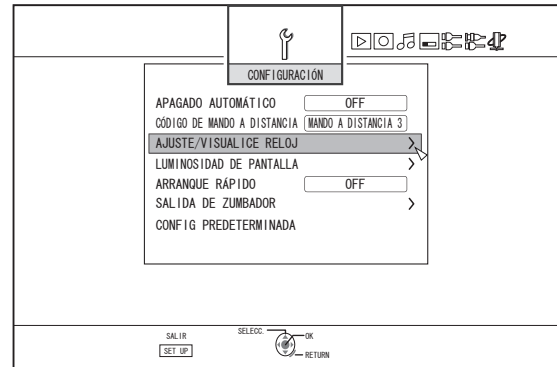 CONFIGURACIÓN
APAGADO AUTOMÁTICO OFF
CÓDIGO DE MANDO A DISTANCIA MANDO A DISTANCIA 3
AJUSTE/VISUALICE RELOJ
LUMINOSIDAD DE PANTALLA
ARRANQUE RÁPIDO OFF
SALIDA DE ZUMBADOR
CONFIG PREDETERMINADA
SALIR
SET UP
SELECC.
OK
RETURN